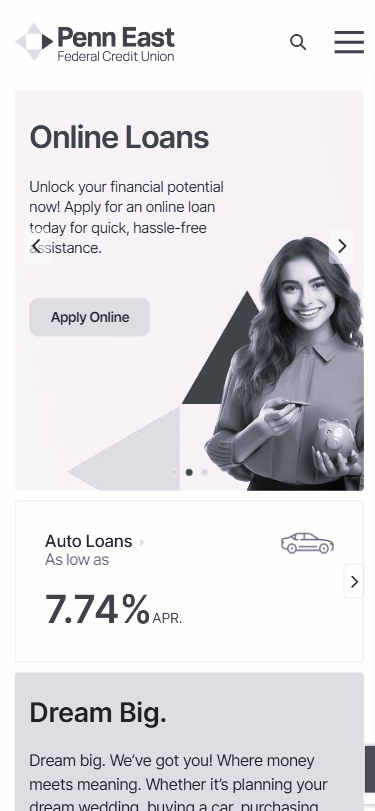 Penn East
Federal Credit Union
Online Loans
Unlock your financial potential
now! Apply for an online loan
today for quick, hassle-free
assistance.
Apply Online
Auto Loans
As low as
7.74% APR.
Dream Big.
Dream big. We’ve got you! Where money
meets meaning. Whether it’s planning your
dream wedding, buying a car, purchasing